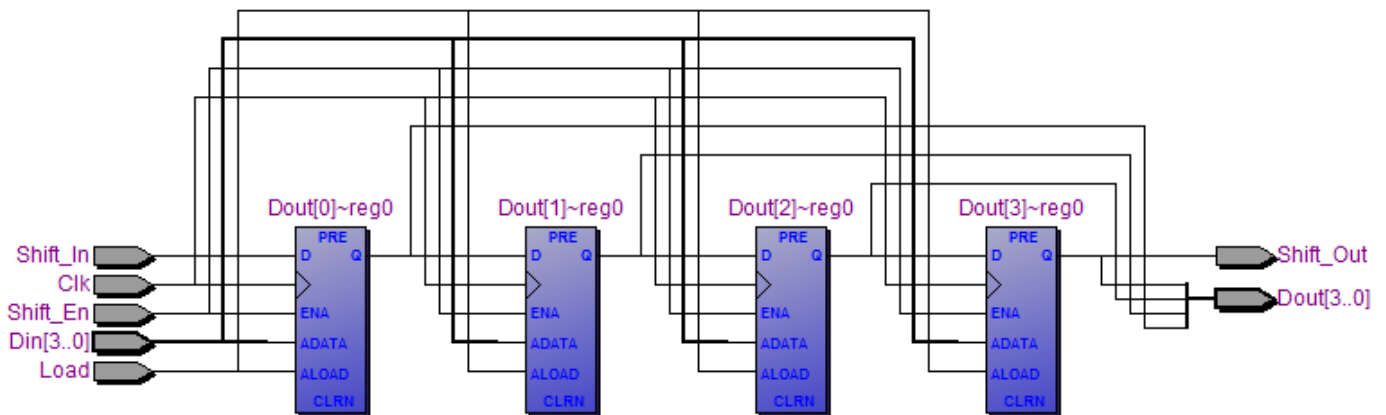 Dout[0]~reg0 Dout[1]~reg0 Dout[2]~reg0 Dout[3]~reg0
PRE PRE PRE PRE
Shift_In D Q D Q D Q D Q Shift_Out
Clk
Shift_En ENA ENA ENA ENA Dout[3..0]
Din[3..0] ADATA ADATA ADATA ADATA
Load ALOAD ALOAD ALOAD ALOAD
CLRN CLRN CLRN CLRN